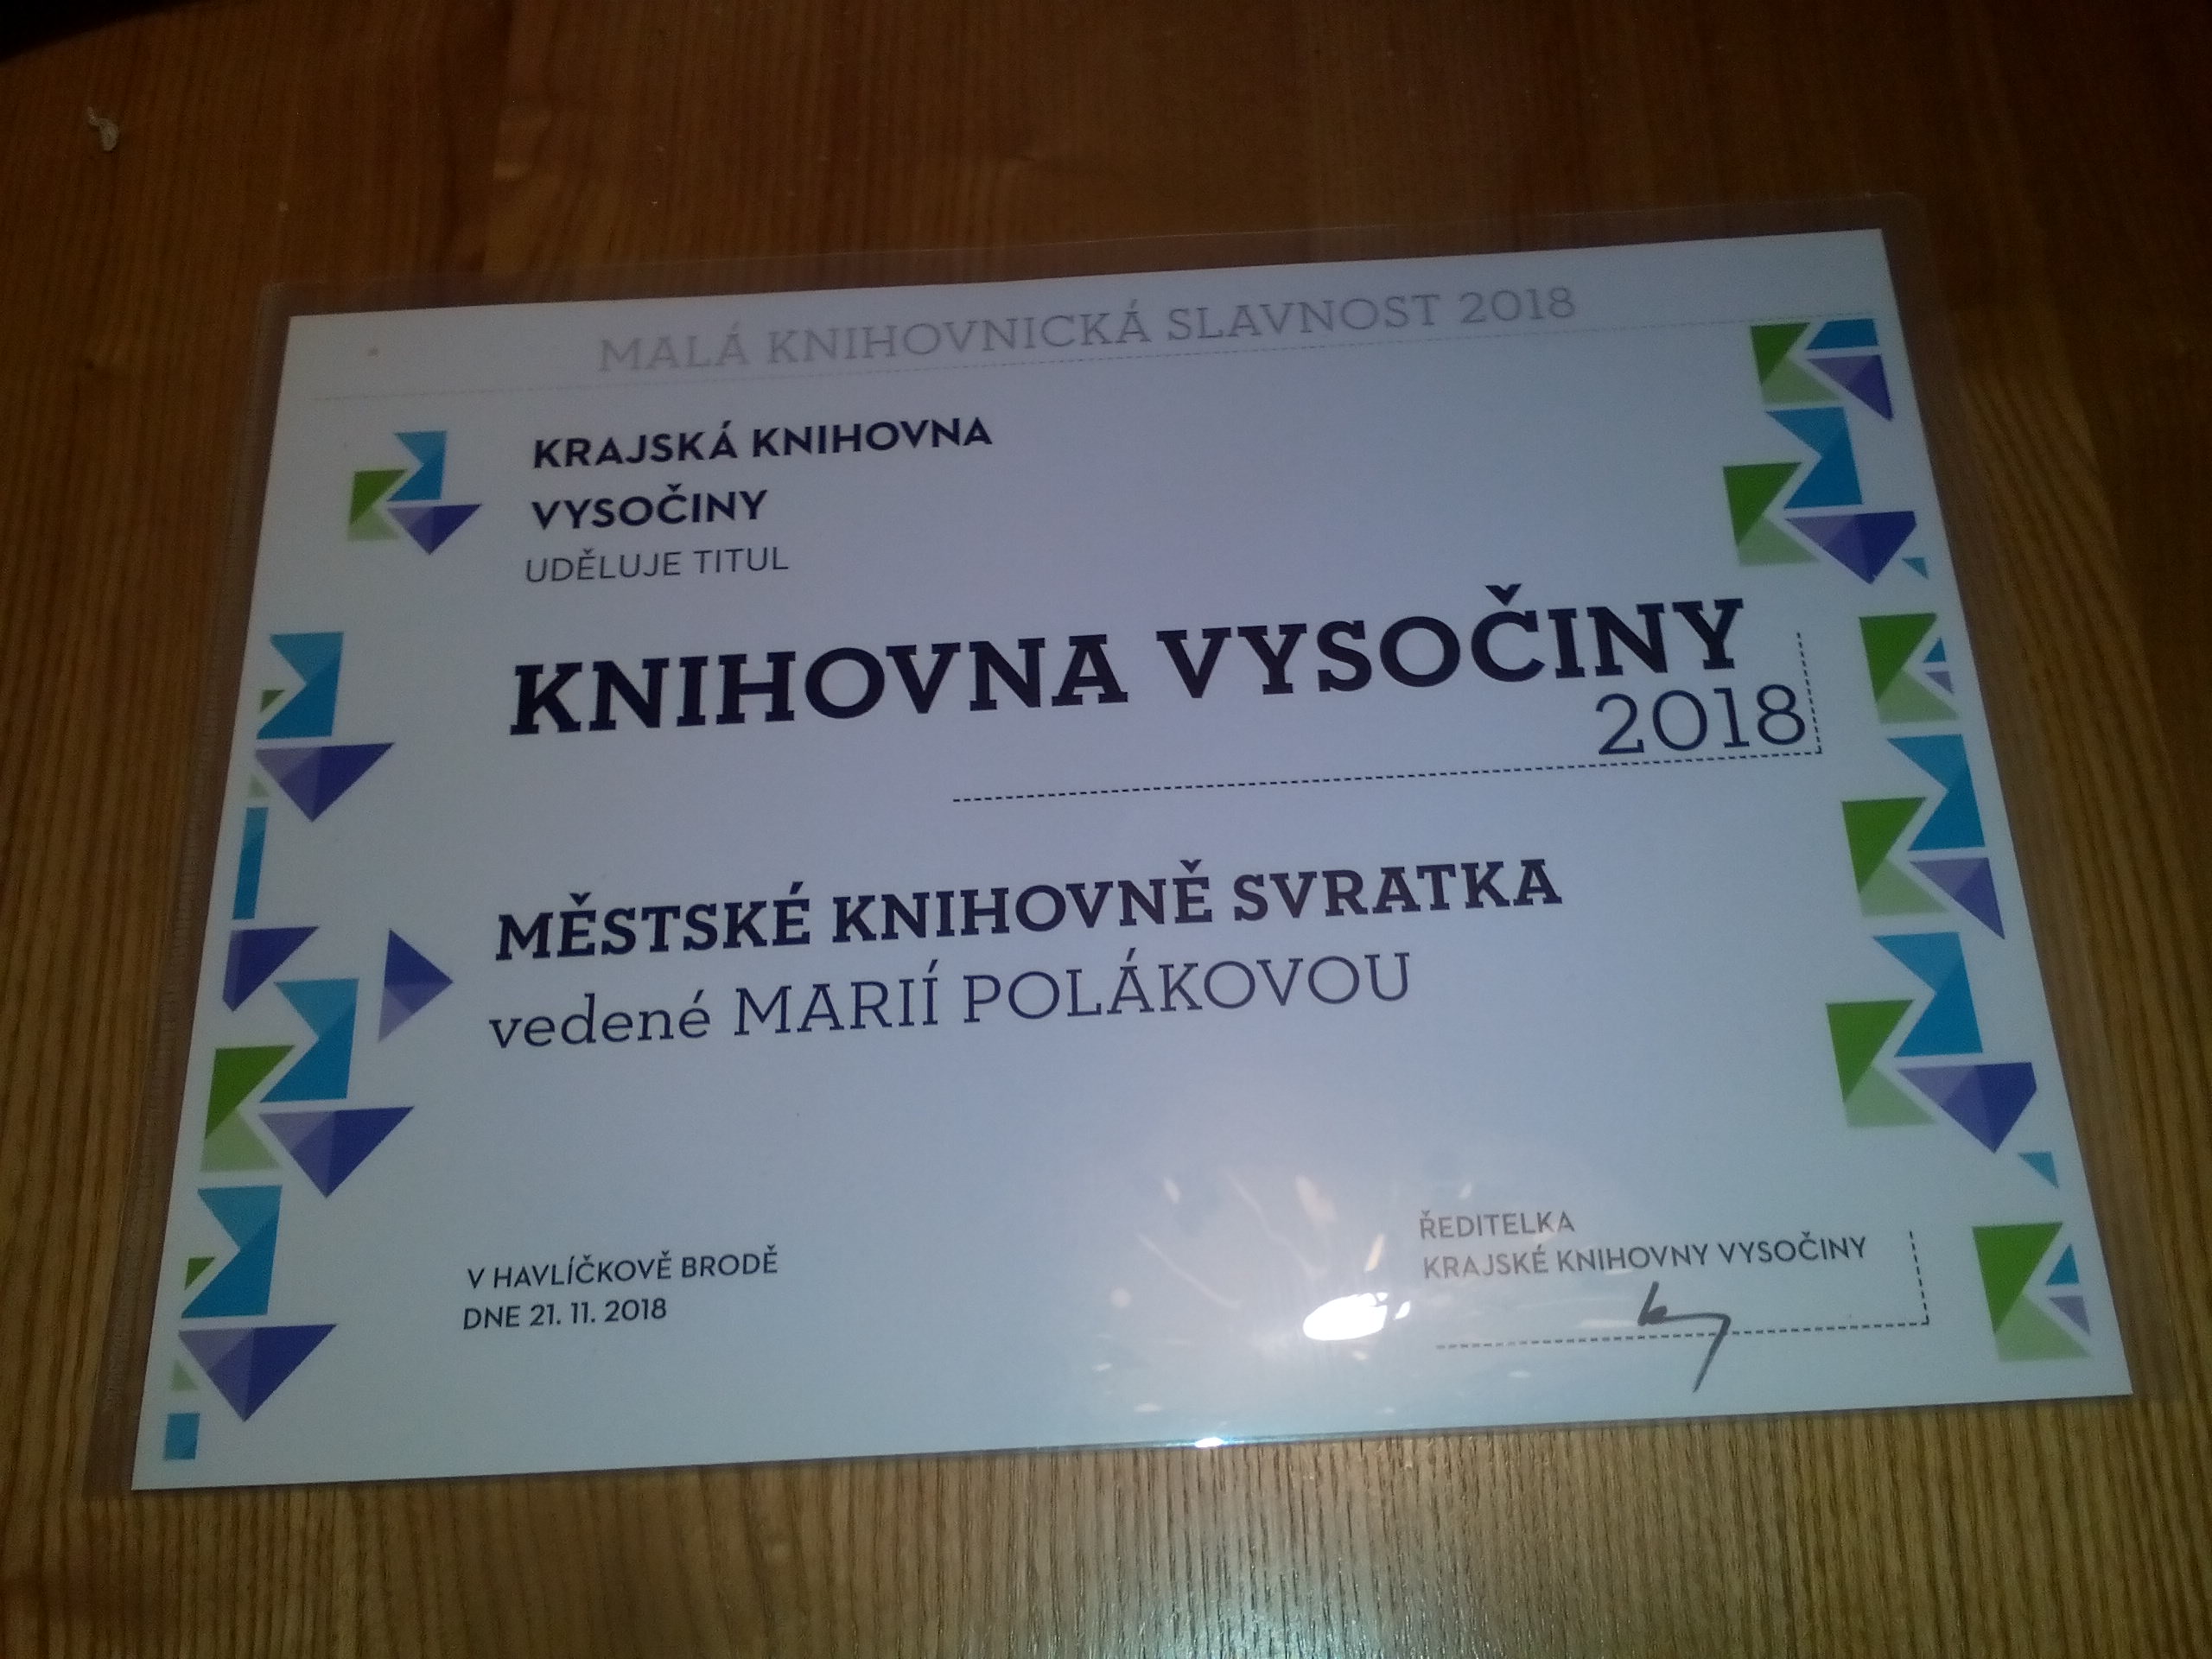 MALÁ KNIHOVNICKÁ SLAVNOST 2018
KRAJSKÁ KNIHOVNA
VYSOČINY
UDĚLUJE TITUL
KNIHOVNA VYSOČINY
2018
MĚSTSKÉ KNIHOVNĚ SVRATKA
vedené MARIÍ POLÁKOVOU
V HAVLÍČKOVĚ BRODĚ
DNE 21. 11. 2018
ŘEDITELKA
KRAJSKÉ KNIHOVNY VYSOČINY